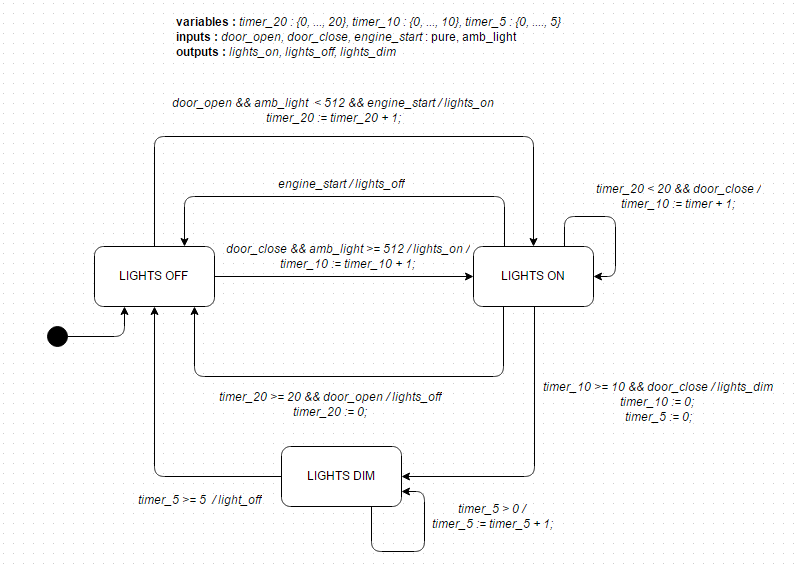 variables : timer_20 : {0, ..., 20}, timer_10 : {0, ..., 10}, timer_5 : {0, ...., 5}
inputs : door_open, door_close, engine_start : pure, amb_light
outputs : lights_on, lights_off, lights_dim
door_open && amb_light < 512 && engine_start / lights_on
timer_20 := timer_20 + 1;
engine_start / lights_off
timer_20 < 20 && door_close /
timer_10 := timer + 1;
door_close && amb_light >= 512 / lights_on /
timer_10 := timer_10 + 1;
LIGHTS OFF
LIGHTS ON
timer_20 >= 20 && door_open / lights_off
timer_20 := 0;
timer_10 >= 10 && door_close / lights_dim
timer_10 := 0;
timer_5 := 0;
LIGHTS DIM
timer_5 >= 5 / light_off
timer_5 > 0 /
timer_5 := timer_5 + 1;